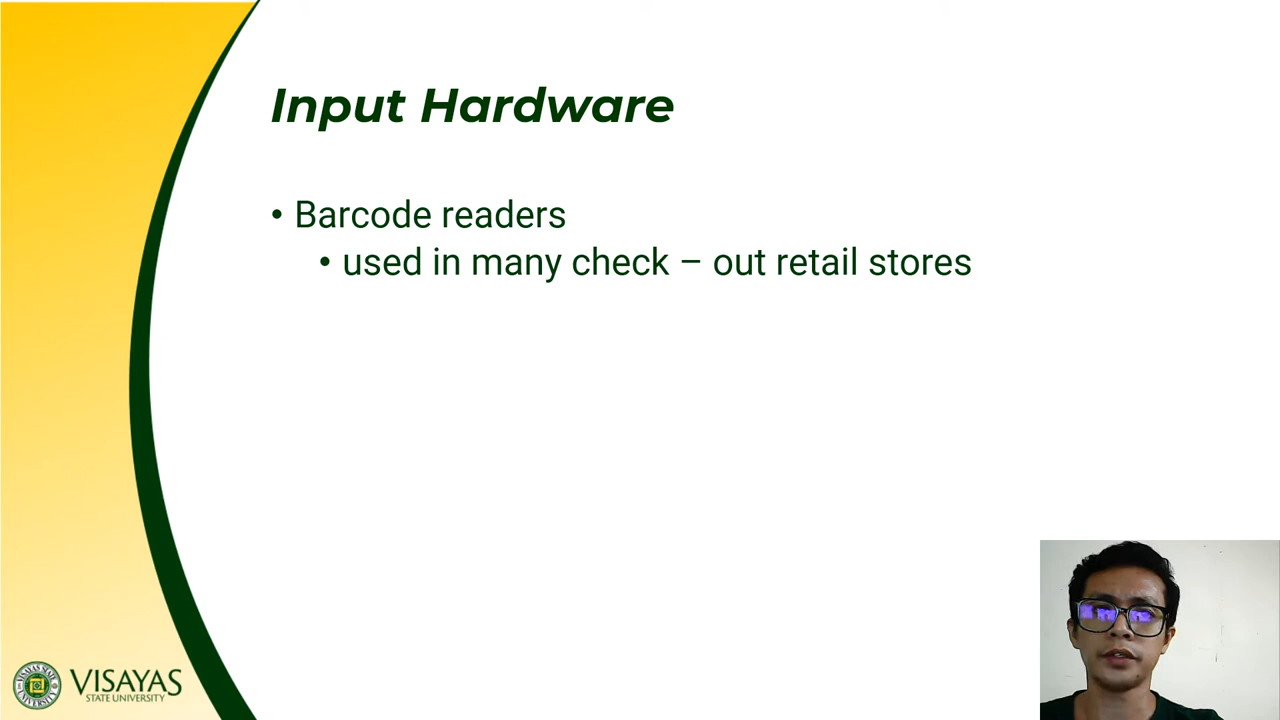 Input Hardware
• Barcode readers
• used in many check – out retail stores
VISAYAS
STATE UNIVERSITY